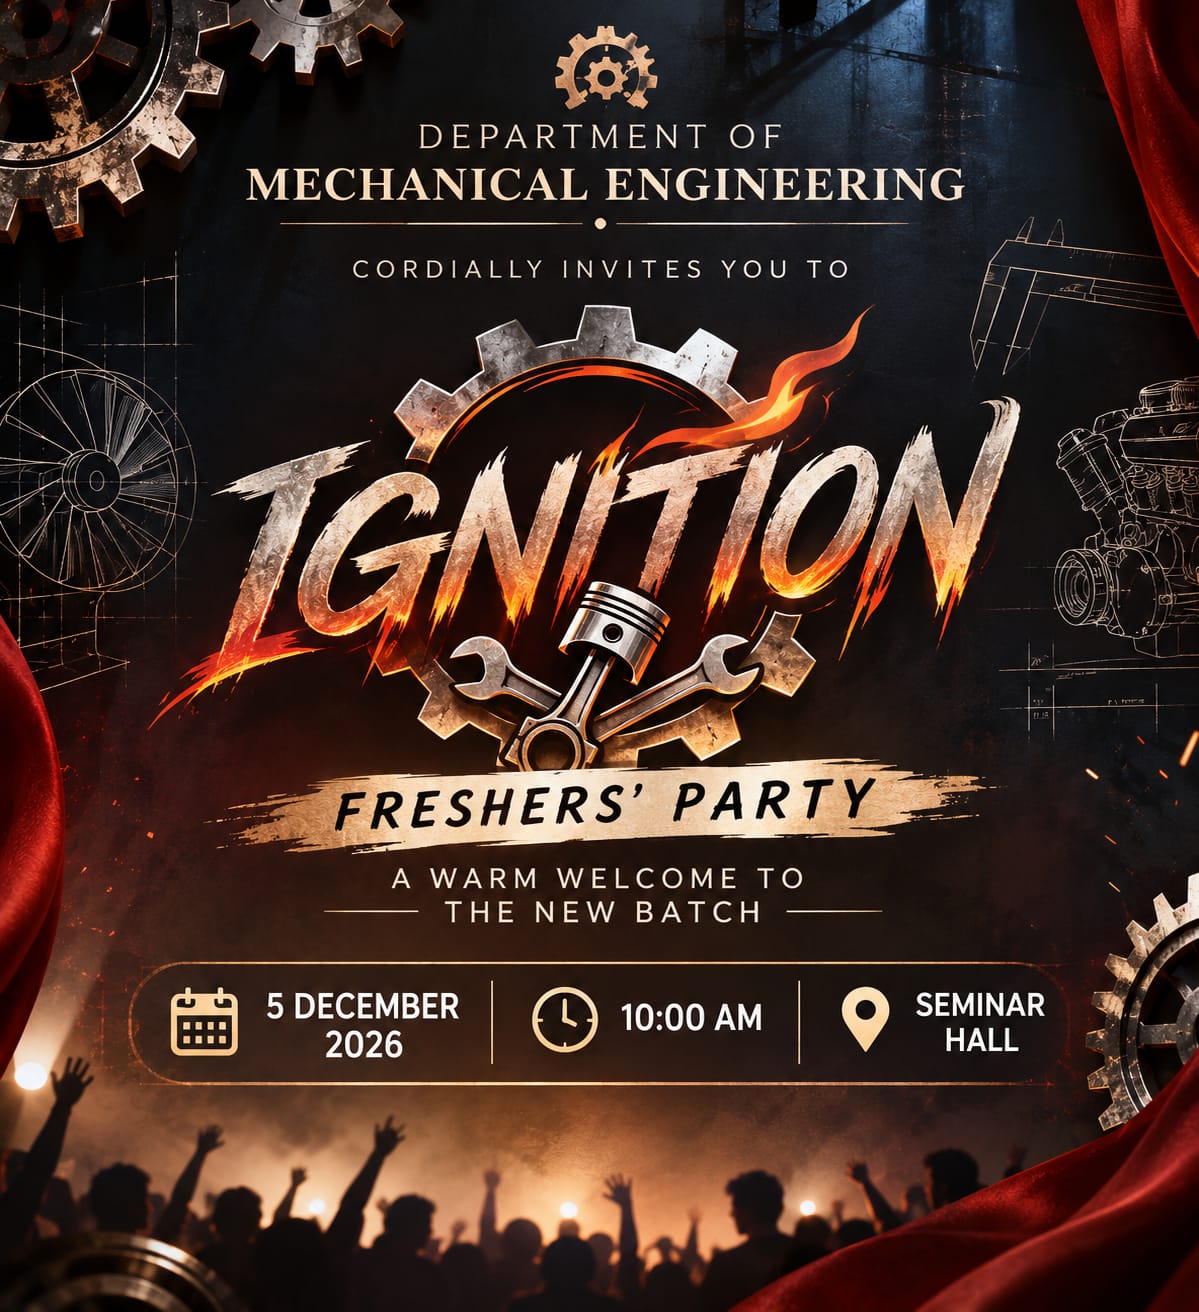 DEPARTMENT OF
MECHANICAL ENGINEERING
CORDIALLY INVITES YOU TO
IGNITION
FRESHERS' PARTY
A WARM WELCOME TO
THE NEW BATCH
5 DECEMBER
2026
10:00 AM
SEMINAR
HALL